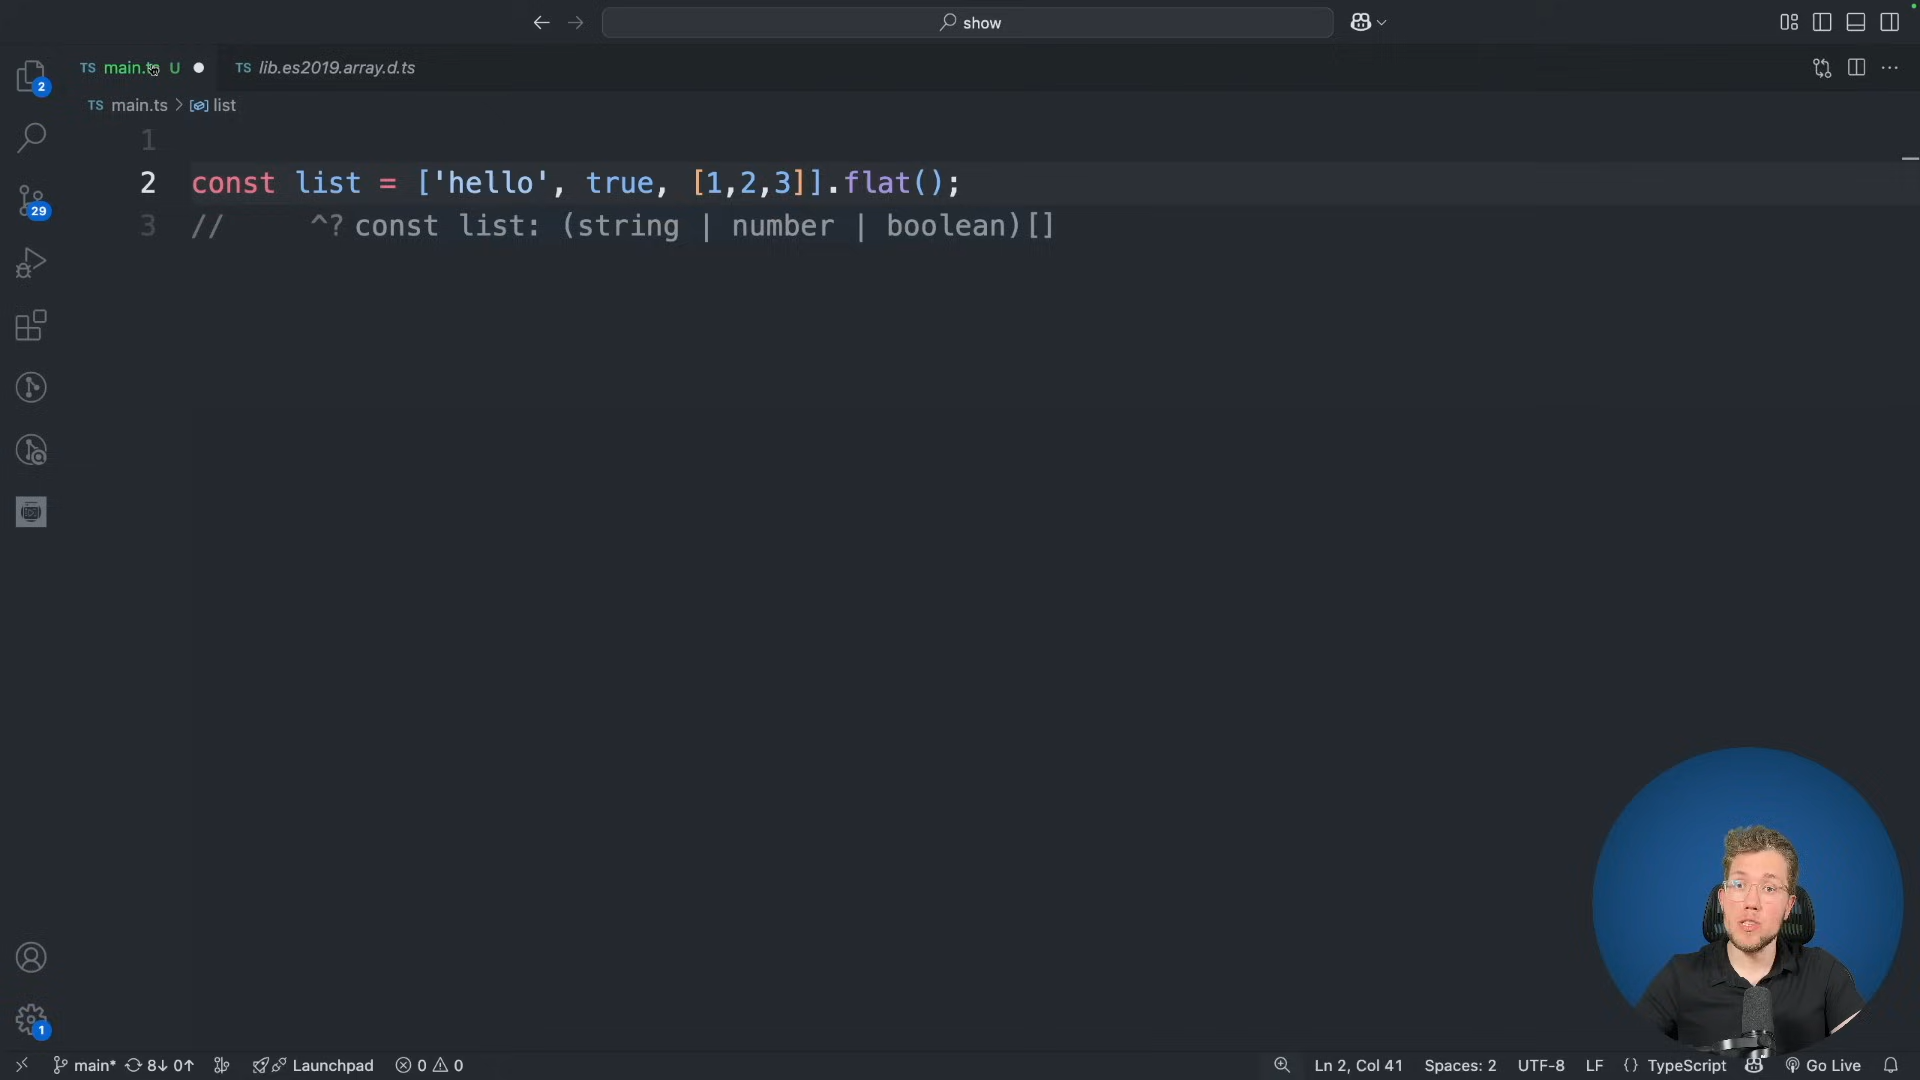 show
TS main.ts U TS lib.es2019.array.d.ts
2
TS main.ts > list
1
2 const list = ['hello', true, [1,2,3]].flat();
3 // ^? const list: (string | number | boolean)[]
29
1
main* 8↓ 0↑ Launchpad 0 0 Ln 2, Col 41 Spaces: 2 UTF-8 LF {} TypeScript Go Live